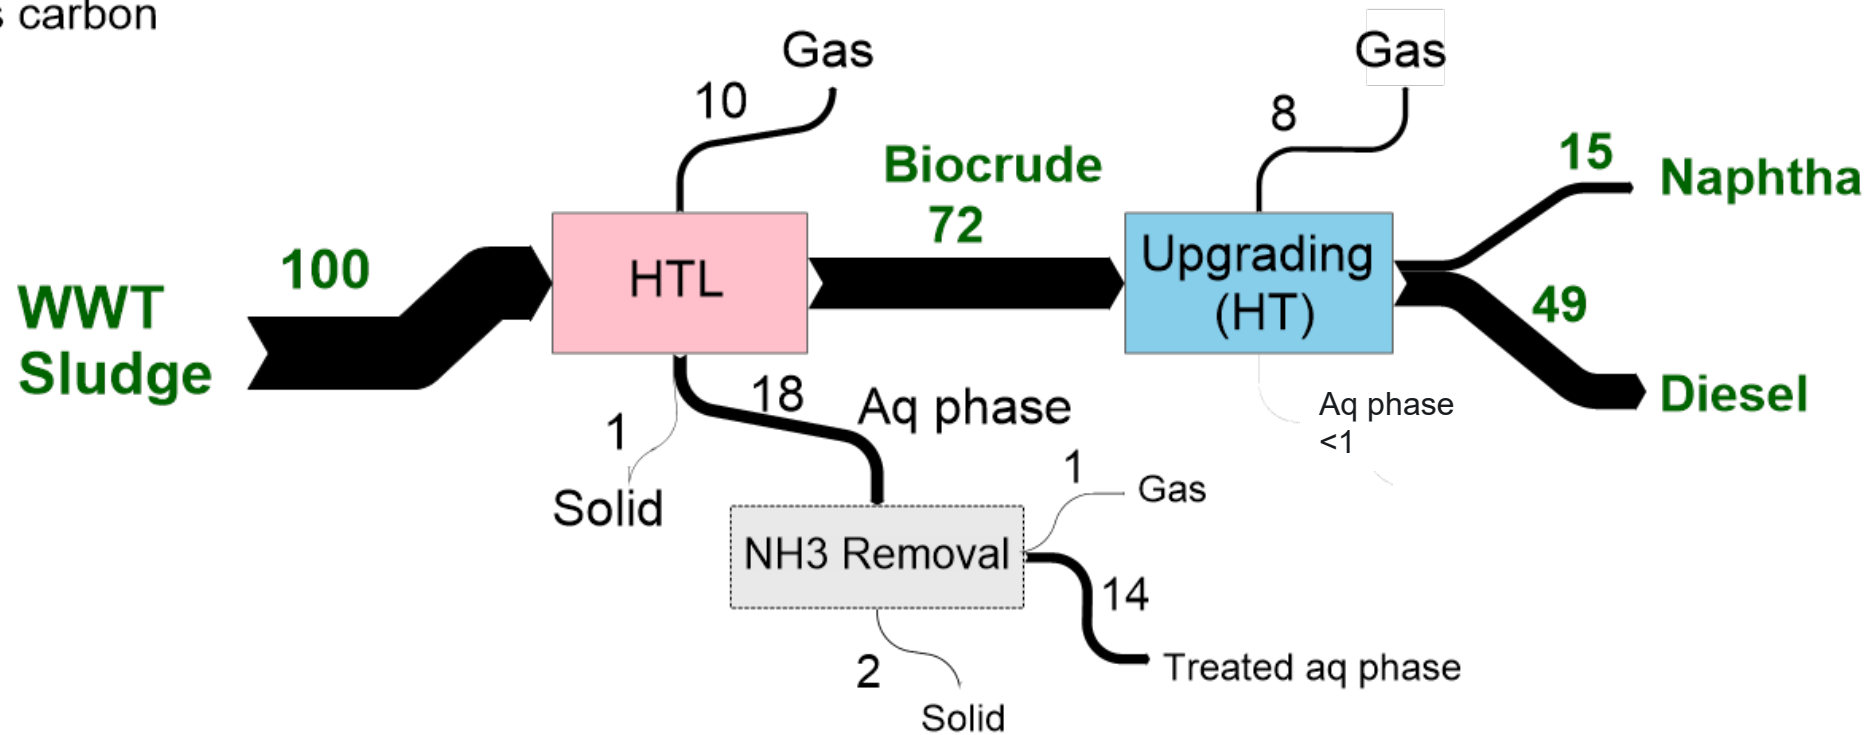 carbon
Gas
10
Gas
8
Biocrude
72
15
Naphtha
100
WWT
Sludge
HTL
Upgrading
(HT)
49
Diesel
18
Aq phase
1
Solid
Aq phase
<1
NH3 Removal
1
Gas
14
Treated aq phase
2
Solid